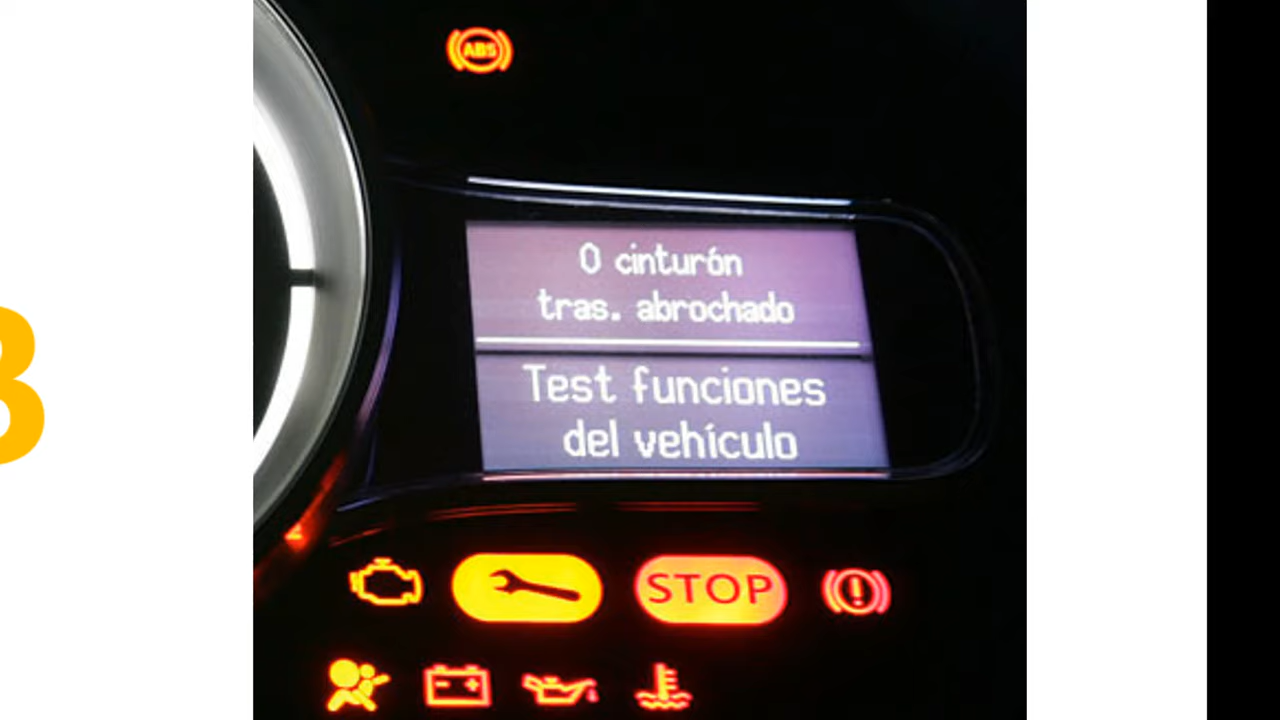 ABS
0 cinturón
tras. abrochado
Test funciones
del vehículo
STOP